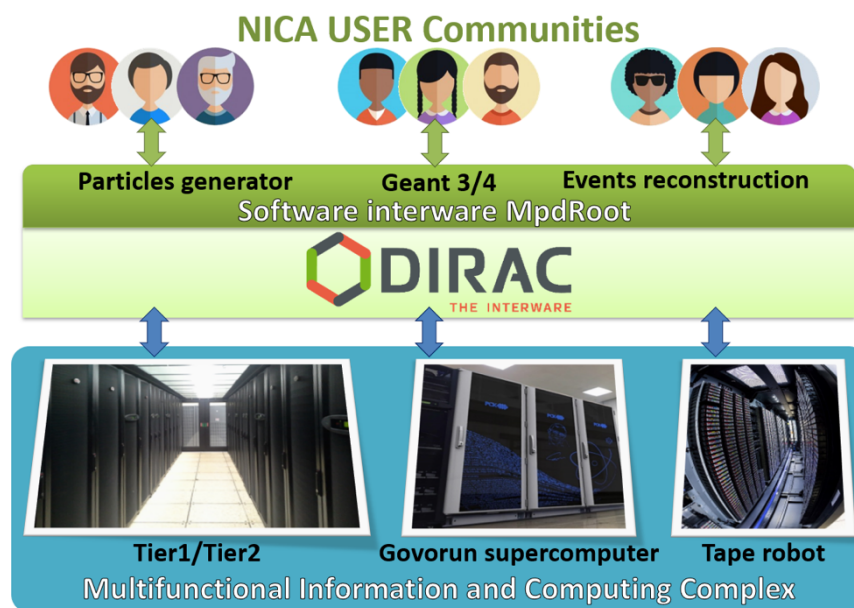 NICA USER Communities
Particles generator
Geant 3/4
Events reconstruction
Software interware MpdRoot
DIRAC
THE INTERWARE
Tier1/Tier2
Govorun supercomputer
Tape robot
Multifunctional Information and Computing Complex